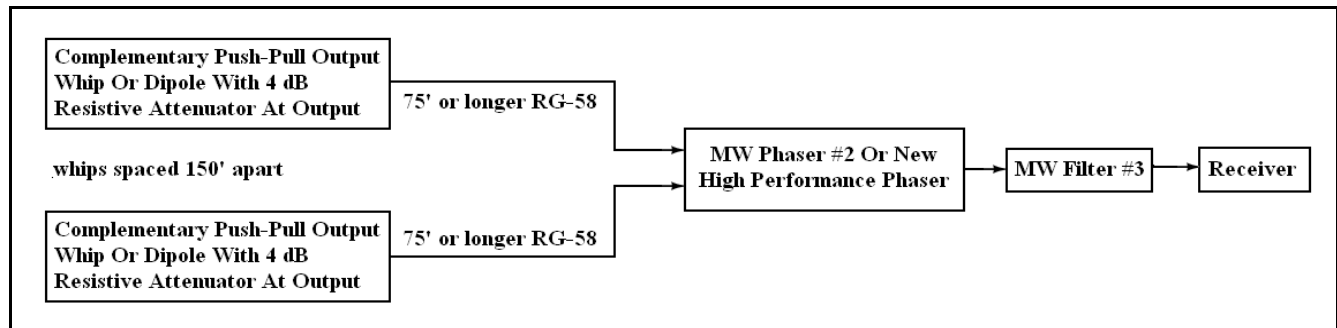 Complementary Push-Pull Output
Whip Or Dipole With 4 dB
Resistive Attenuator At Output
75' or longer RG-58
whips spaced 150' apart
MW Phaser #2 Or New
High Performance Phaser
MW Filter #3
Receiver
Complementary Push-Pull Output
Whip Or Dipole With 4 dB
Resistive Attenuator At Output
75' or longer RG-58